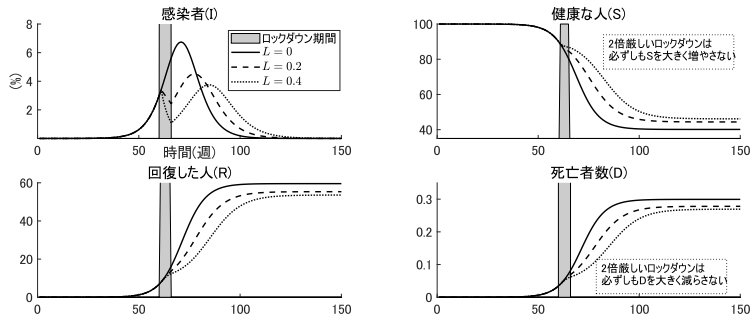 感染者(I)
8
6
4
2
(%)
ロックダウン期間
L = 0
L = 0.2
L = 0.4
0
50
100
150
時間(週)
健康な人(S)
100
80
60
40
2倍厳しいロックダウンは
必ずしもSを大きく増やさない
0
50
100
150
回復した人(R)
60
40
20
0
0
50
100
150
死亡者数(D)
0.3
0.2
0.1
0
2倍厳しいロックダウンは
必ずしもDを大きく減らさない
0
50
100
150